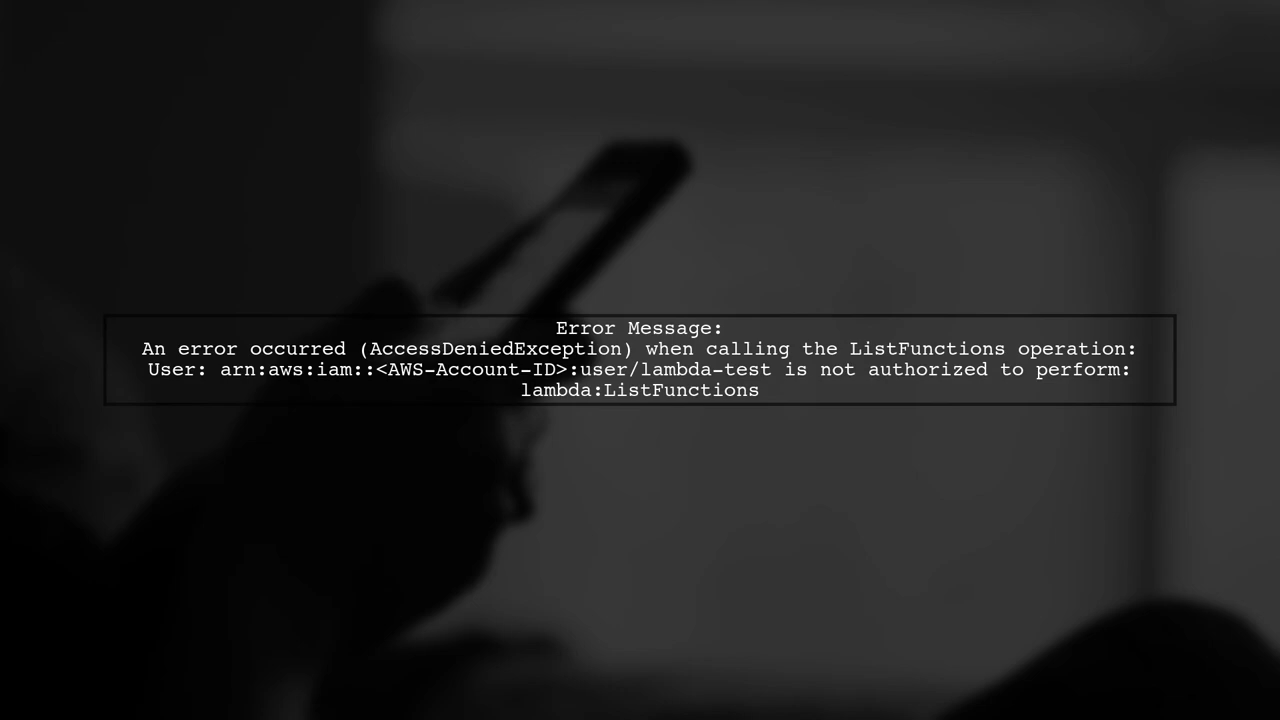 Error Message:
An error occurred (AccessDeniedException) when calling the ListFunctions operation:
User: arn:aws:iam::<AWS-Account-ID>:user/lambda-test is not authorized to perform:
lambda:ListFunctions